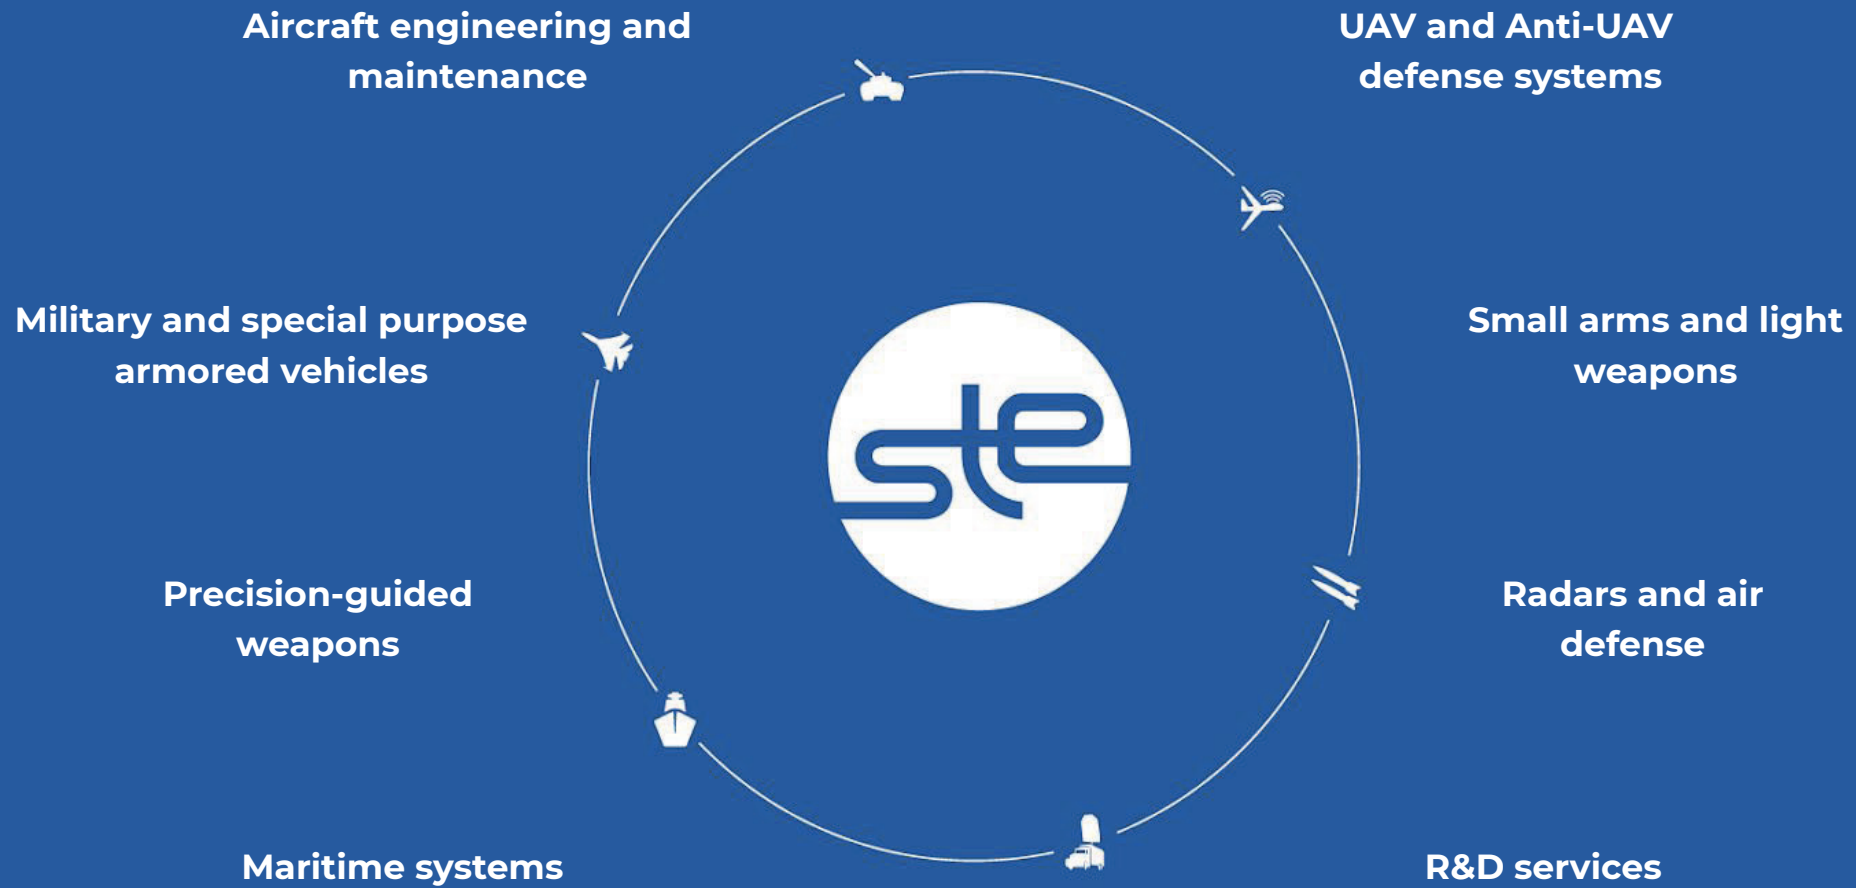 Aircraft engineering and
maintenance
UAV and Anti-UAV
defense systems
Military and special purpose
armored vehicles
Small arms and light
weapons
ste
Precision-guided
weapons
Radars and air
defense
Maritime systems
R&D services